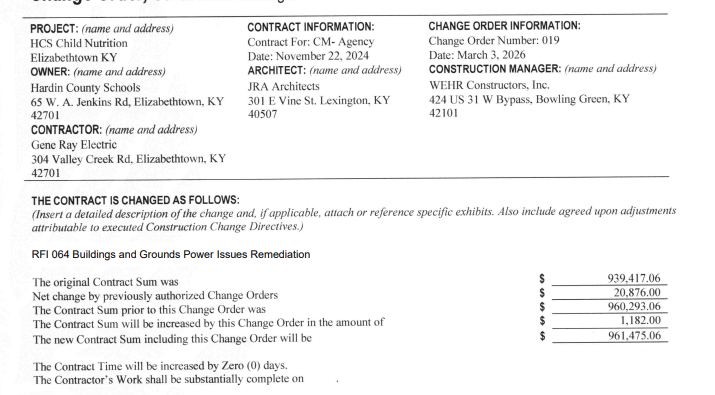 PROJECT: (name and address)
HCS Child Nutrition
Elizabethtown KY
OWNER: (name and address)
Hardin County Schools
65 W. A. Jenkins Rd, Elizabethtown, KY
42701
CONTRACTOR: (name and address)
Gene Ray Electric
304 Valley Creek Rd, Elizabethtown, KY
42701
CONTRACT INFORMATION:
Contract For: CM- Agency
Date: November 22, 2024
ARCHITECT: (name and address)
JRA Architects
301 E Vine St. Lexington, KY
40507
CHANGE ORDER INFORMATION:
Change Order Number: 019
Date: March 3, 2026
CONSTRUCTION MANAGER: (name and address)
WEHR Constructors, Inc.
424 US 31 W Bypass, Bowling Green, KY
42101
THE CONTRACT IS CHANGED AS FOLLOWS:
(Insert a detailed description of the change and, if applicable, attach or reference specific exhibits. Also include agreed upon adjustments
attributable to executed Construction Change Directives.)
RFI 064 Buildings and Grounds Power Issues Remediation
The original Contract Sum was $ 939,417.06
Net change by previously authorized Change Orders $ 20,876.00
The Contract Sum prior to this Change Order was $ 960,293.06
The Contract Sum will be increased by this Change Order in the amount of $ 1,182.00
The new Contract Sum including this Change Order will be $ 961,475.06
The Contract Time will be increased by Zero (0) days.
The Contractor's Work shall be substantially complete on .